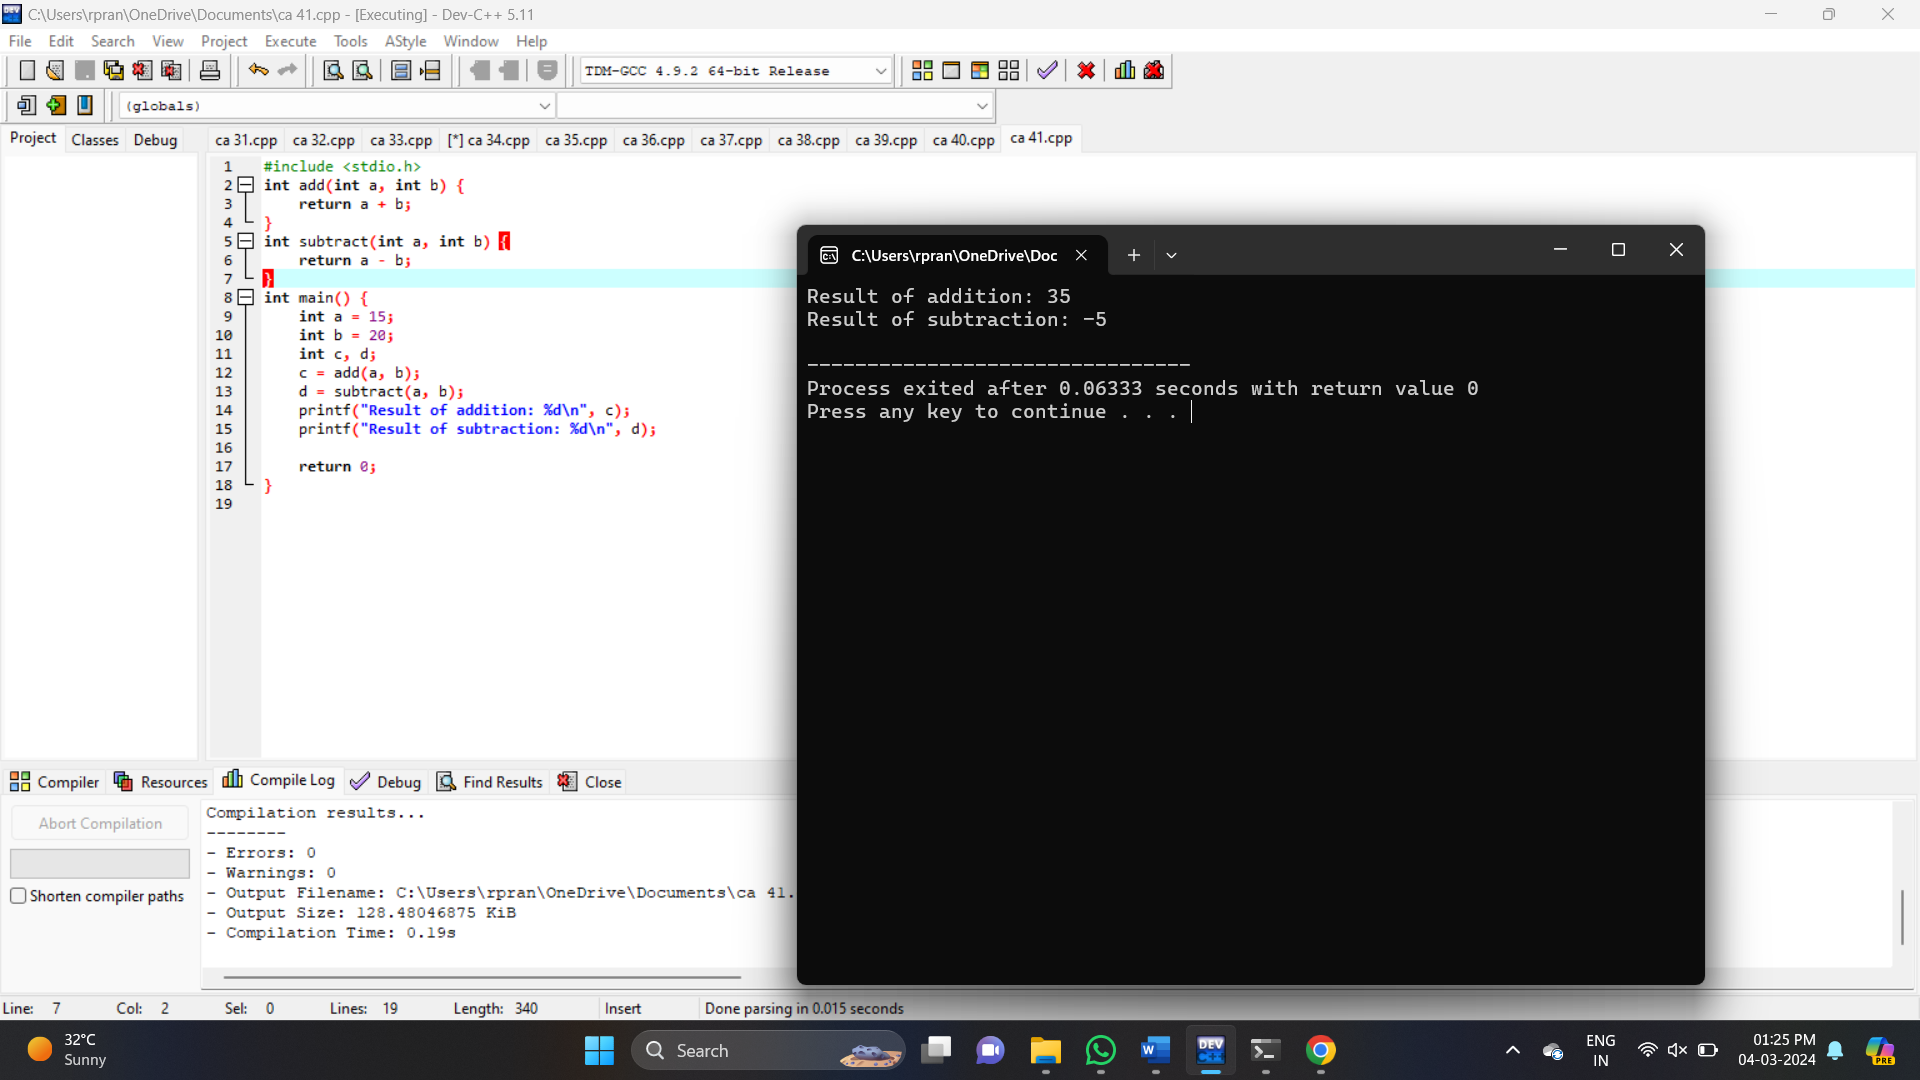 C:\Users\rpran\OneDrive\Documents\ca 41.cpp - [Executing] - Dev-C++ 5.11
File Edit Search View Project Execute Tools AStyle Window Help
TDM-GCC 4.9.2 64-bit Release
(globals)
Project Classes Debug
ca 31.cpp ca 32.cpp ca 33.cpp [*] ca 34.cpp ca 35.cpp ca 36.cpp ca 37.cpp ca 38.cpp ca 39.cpp ca 40.cpp ca 41.cpp
1 #include <stdio.h>
2 int add(int a, int b) {
3 return a + b;
4 }
5 int subtract(int a, int b) {
6 return a - b;
7 }
8 int main() {
9 int a = 15;
10 int b = 20;
11 int c, d;
12 c = add(a, b);
13 d = subtract(a, b);
14 printf("Result of addition: %d\n", c);
15 printf("Result of subtraction: %d\n", d);
16
17 return 0;
18 }
19
C:\Users\rpran\OneDrive\Doc
Result of addition: 35
Result of subtraction: -5
--------------------------------
Process exited after 0.06333 seconds with return value 0
Press any key to continue . . .
Compiler Resources Compile Log Debug Find Results Close
Abort Compilation
Shorten compiler paths
Compilation results...
--------
- Errors: 0
- Warnings: 0
- Output Filename: C:\Users\rpran\OneDrive\Documents\ca 41.
- Output Size: 128.48046875 KiB
- Compilation Time: 0.19s
Line: 7 Col: 2 Sel: 0 Lines: 19 Length: 340 Insert Done parsing in 0.015 seconds
32°C
Sunny
Search
DEV
ENG
IN
01:25 PM
04-03-2024
PRE